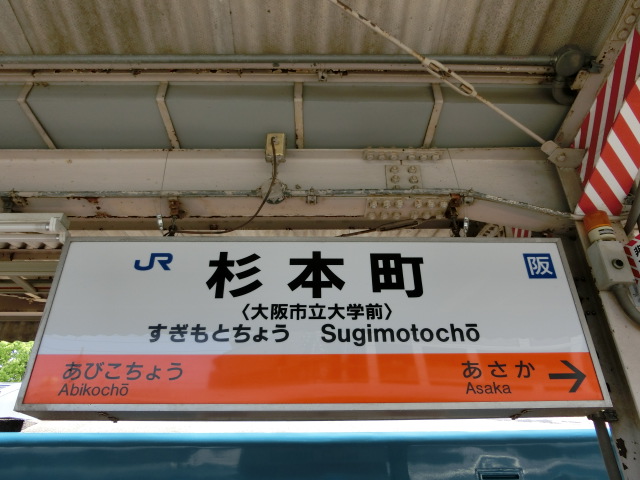 JR 杉本町 阪
〈大阪市立大学前〉
すぎもとちょう Sugimotochō
あびこちょう あさか →
Abikochō Asaka